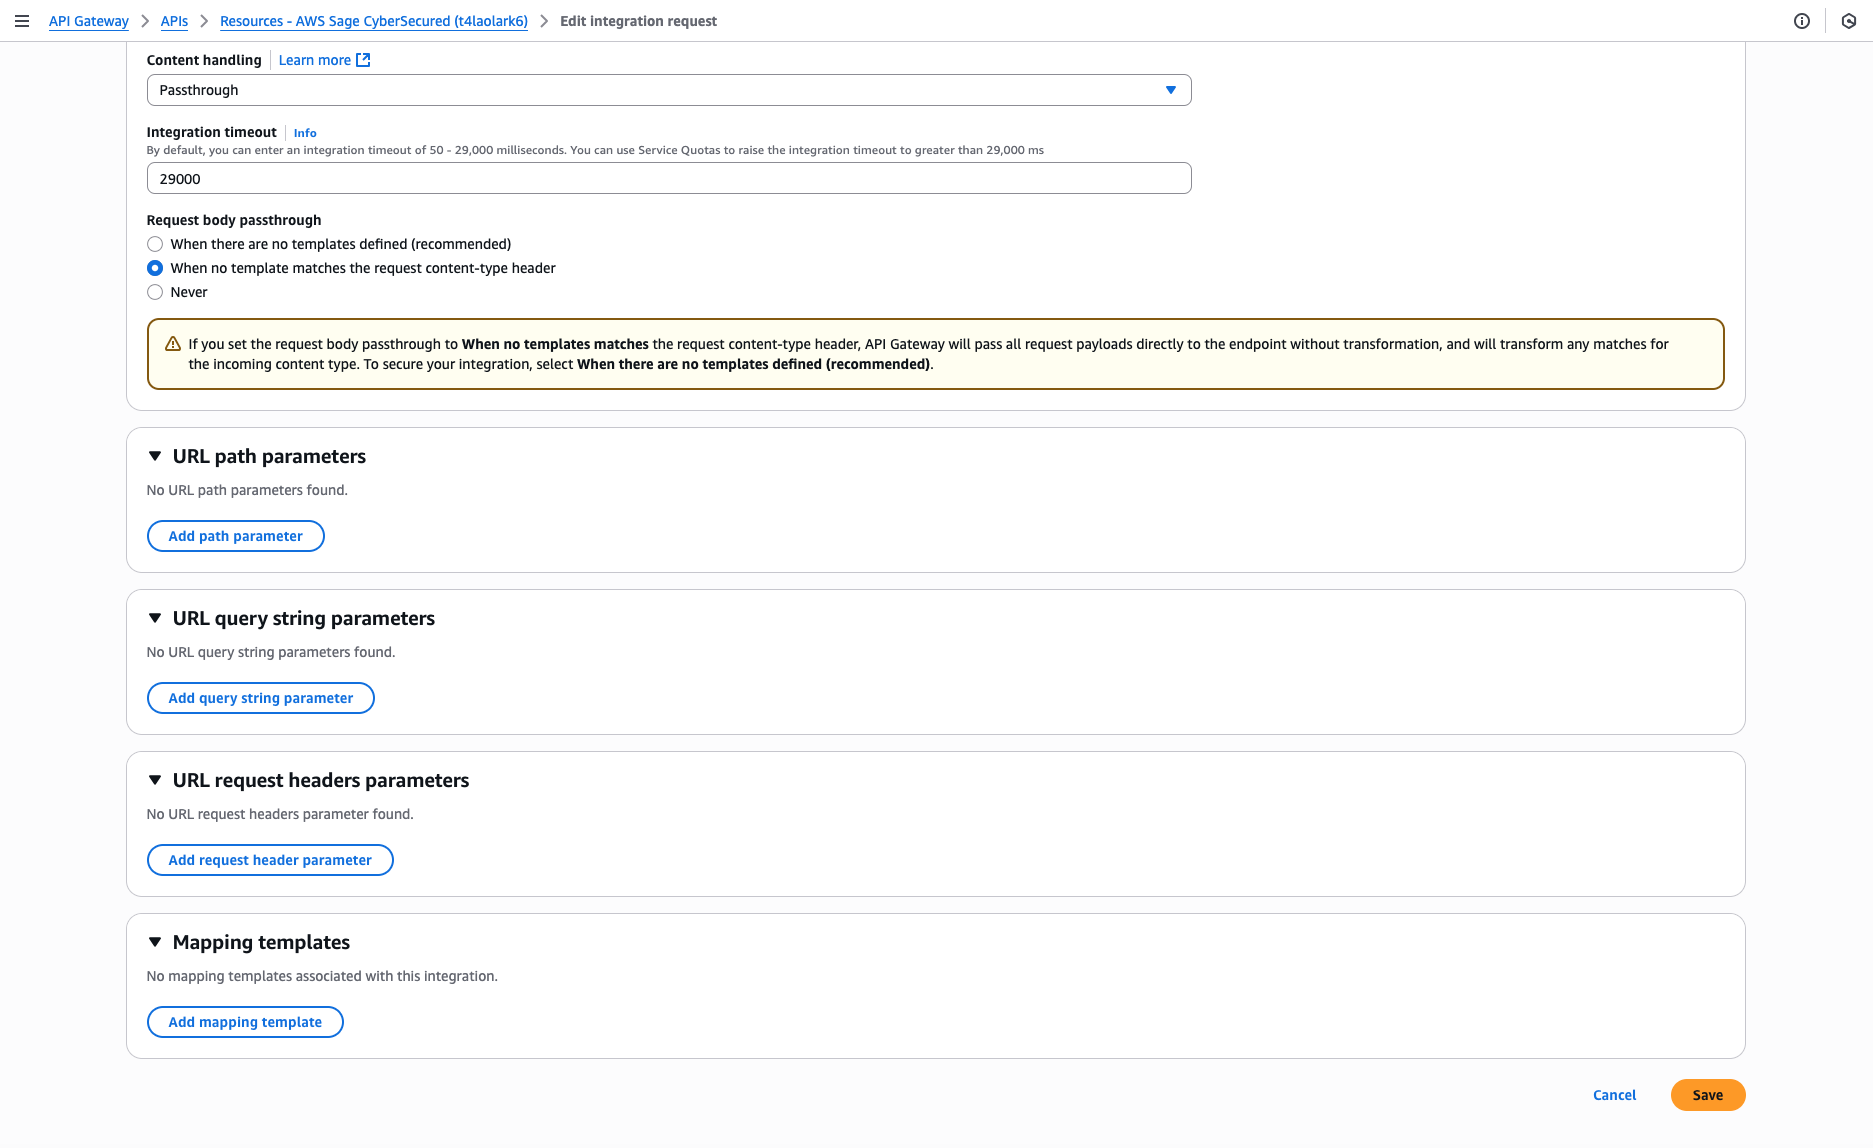 API Gateway > APIs > Resources - AWS Sage CyberSecured (t4laolark6) > Edit integration request
Content handling | Learn more
Passthrough
Integration timeout | Info
By default, you can enter an integration timeout of 50 - 29,000 milliseconds. You can use Service Quotas to raise the integration timeout to greater than 29,000 ms
29000
Request body passthrough
When there are no templates defined (recommended)
When no template matches the request content-type header
Never
If you set the request body passthrough to When no templates matches the request content-type header, API Gateway will pass all request payloads directly to the endpoint without transformation, and will transform any matches for
the incoming content type. To secure your integration, select When there are no templates defined (recommended).
URL path parameters
No URL path parameters found.
Add path parameter
URL query string parameters
No URL query string parameters found.
Add query string parameter
URL request headers parameters
No URL request headers parameter found.
Add request header parameter
Mapping templates
No mapping templates associated with this integration.
Add mapping template
Cancel
Save